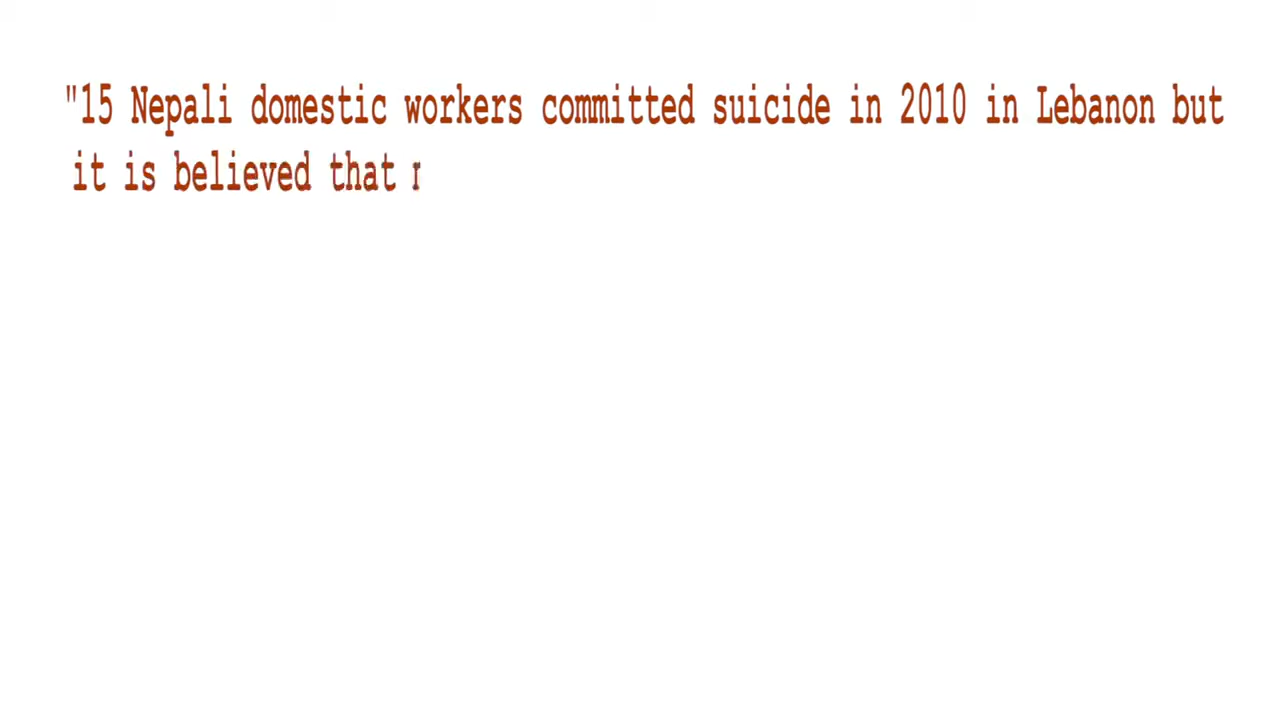 "15 Nepali domestic workers committed suicide in 2010 in Lebanon but
it is believed that